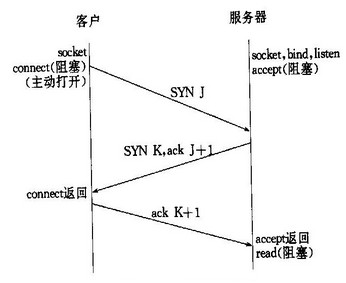 客户
服务器
socket
connect(阻塞)
(主动打开)
socket,bind,listen
accept(阻塞)
SYN J
SYN K,ack J+1
connect返回
ack K+1
accept返回
read(阻塞)